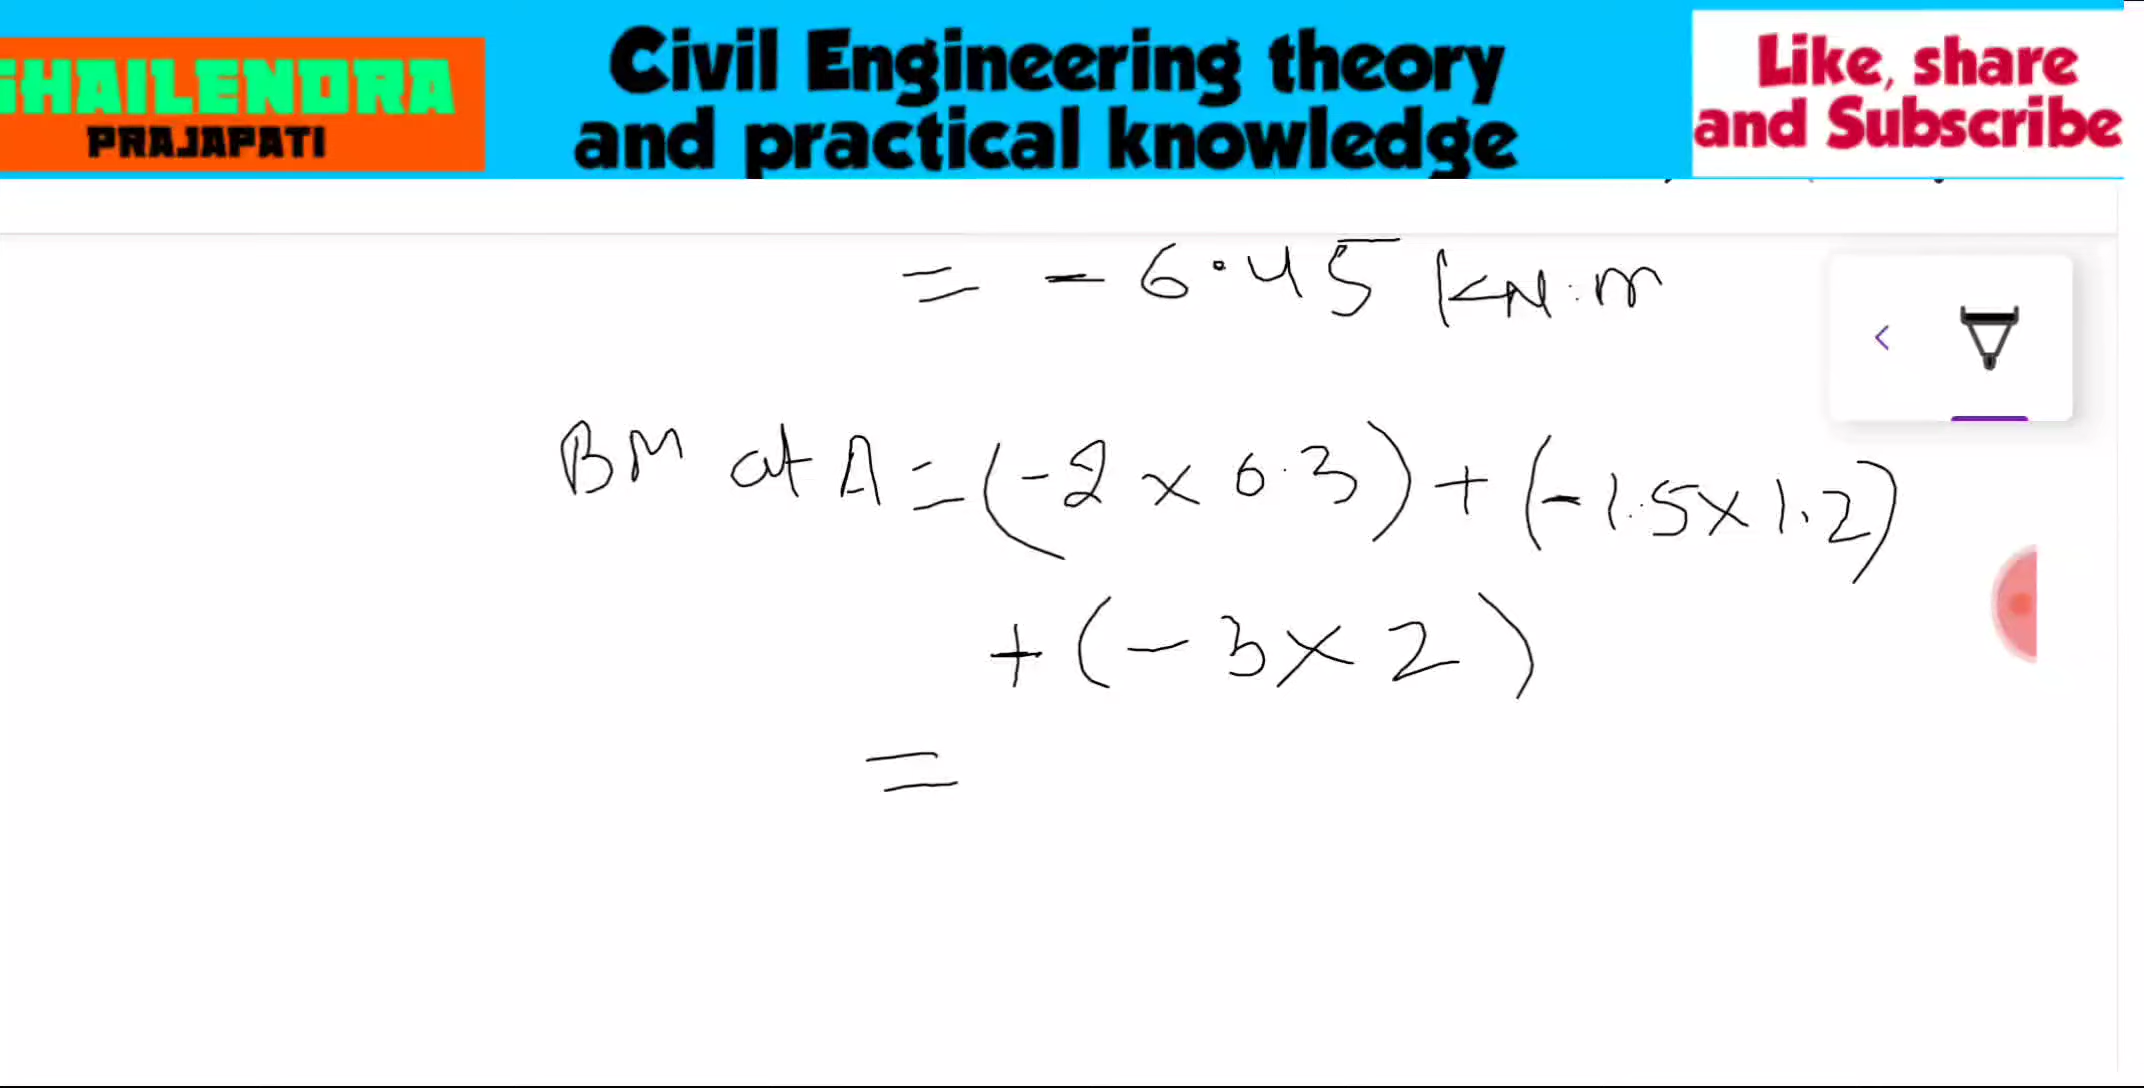 HAILENDRA
PRAJAPATI
Civil Engineering theory
and practical knowledge
Like, share
and Subscribe
= - 6.45 KN.m
BM at A = (-2 x 0.3) + (-1.5 x 1.2)
+ (-3 x 2)
=